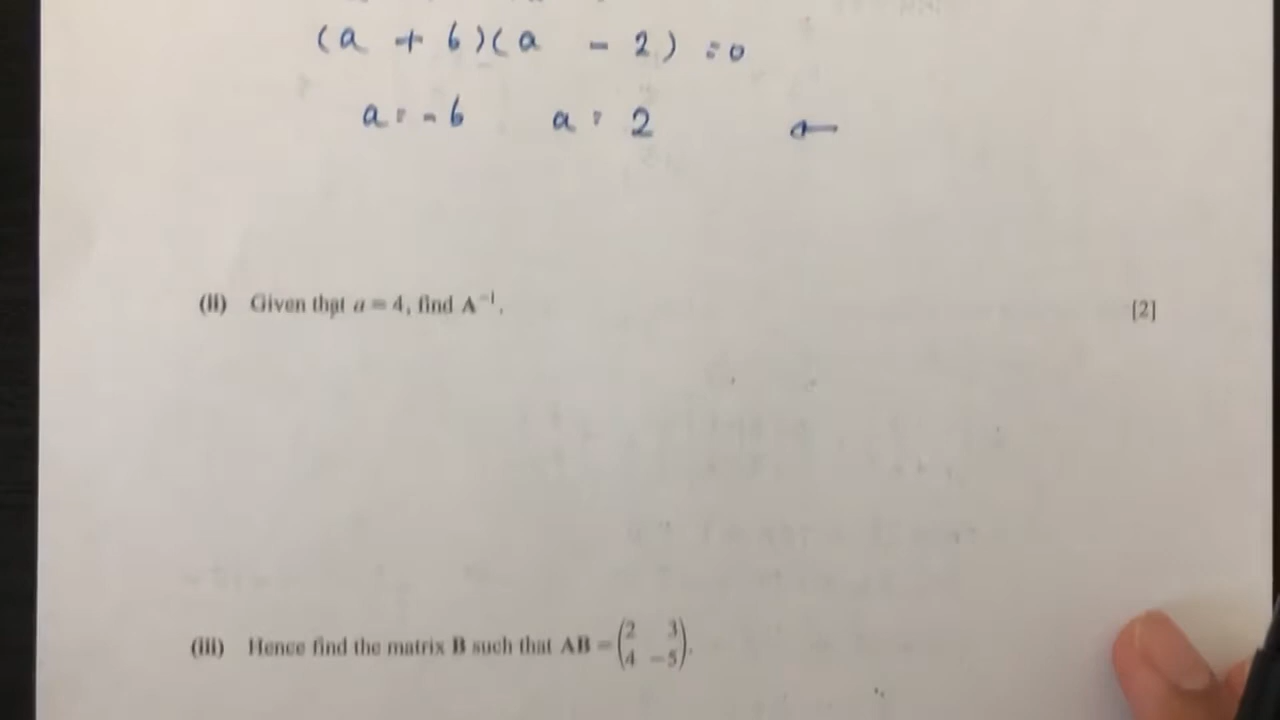 (a + 6)(a - 2) = 0
a = -6 a = 2
(ii) Given that a = 4, find A⁻¹. [2]
(iii) Hence find the matrix B such that AB = (2 3
4 -5).